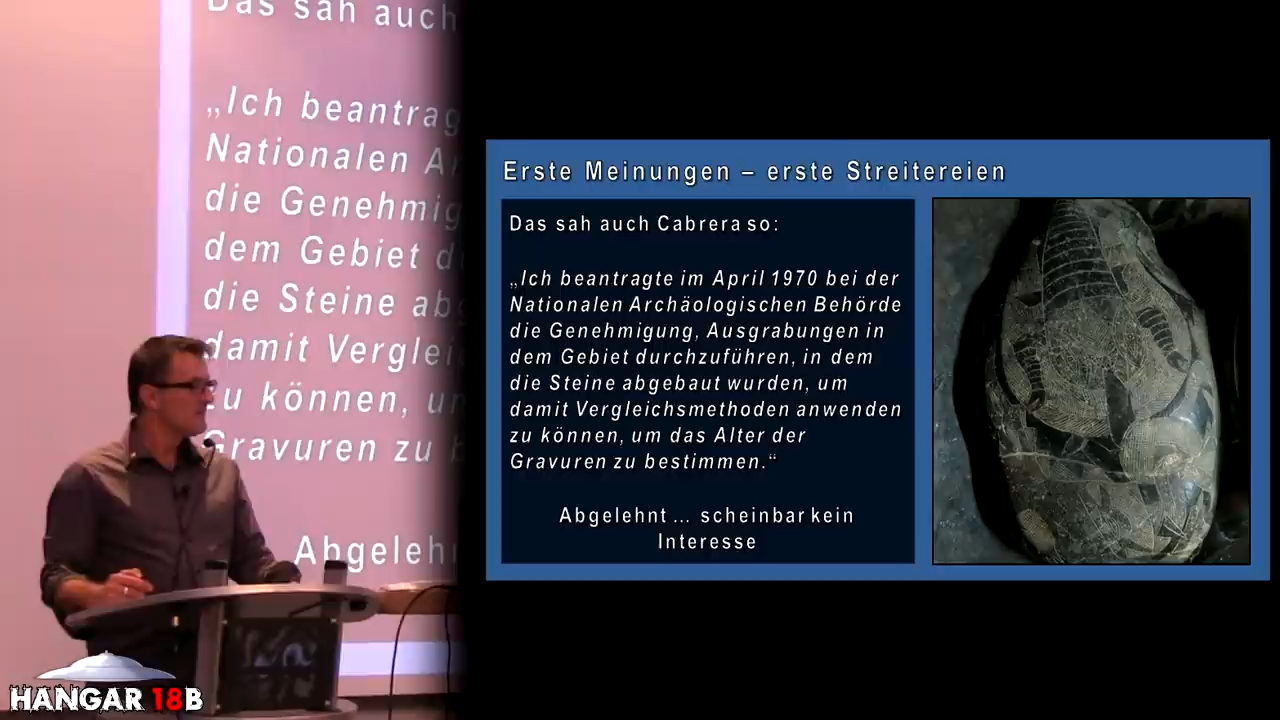 Das sah auch
„Ich beantrag
Nationalen A
die Genehmig
dem Gebiet d
die Steine ab
damit Verglei
zu können, u
Gravuren zu b
Abgeleh
HANGAR 18B
Erste Meinungen – erste Streitereien
Das sah auch Cabrera so:
„Ich beantragte im April 1970 bei der
Nationalen Archäologischen Behörde
die Genehmigung, Ausgrabungen in
dem Gebiet durchzuführen, in dem
die Steine abgebaut wurden, um
damit Vergleichsmethoden anwenden
zu können, um das Alter der
Gravuren zu bestimmen.“
Abgelehnt ... scheinbar kein
Interesse